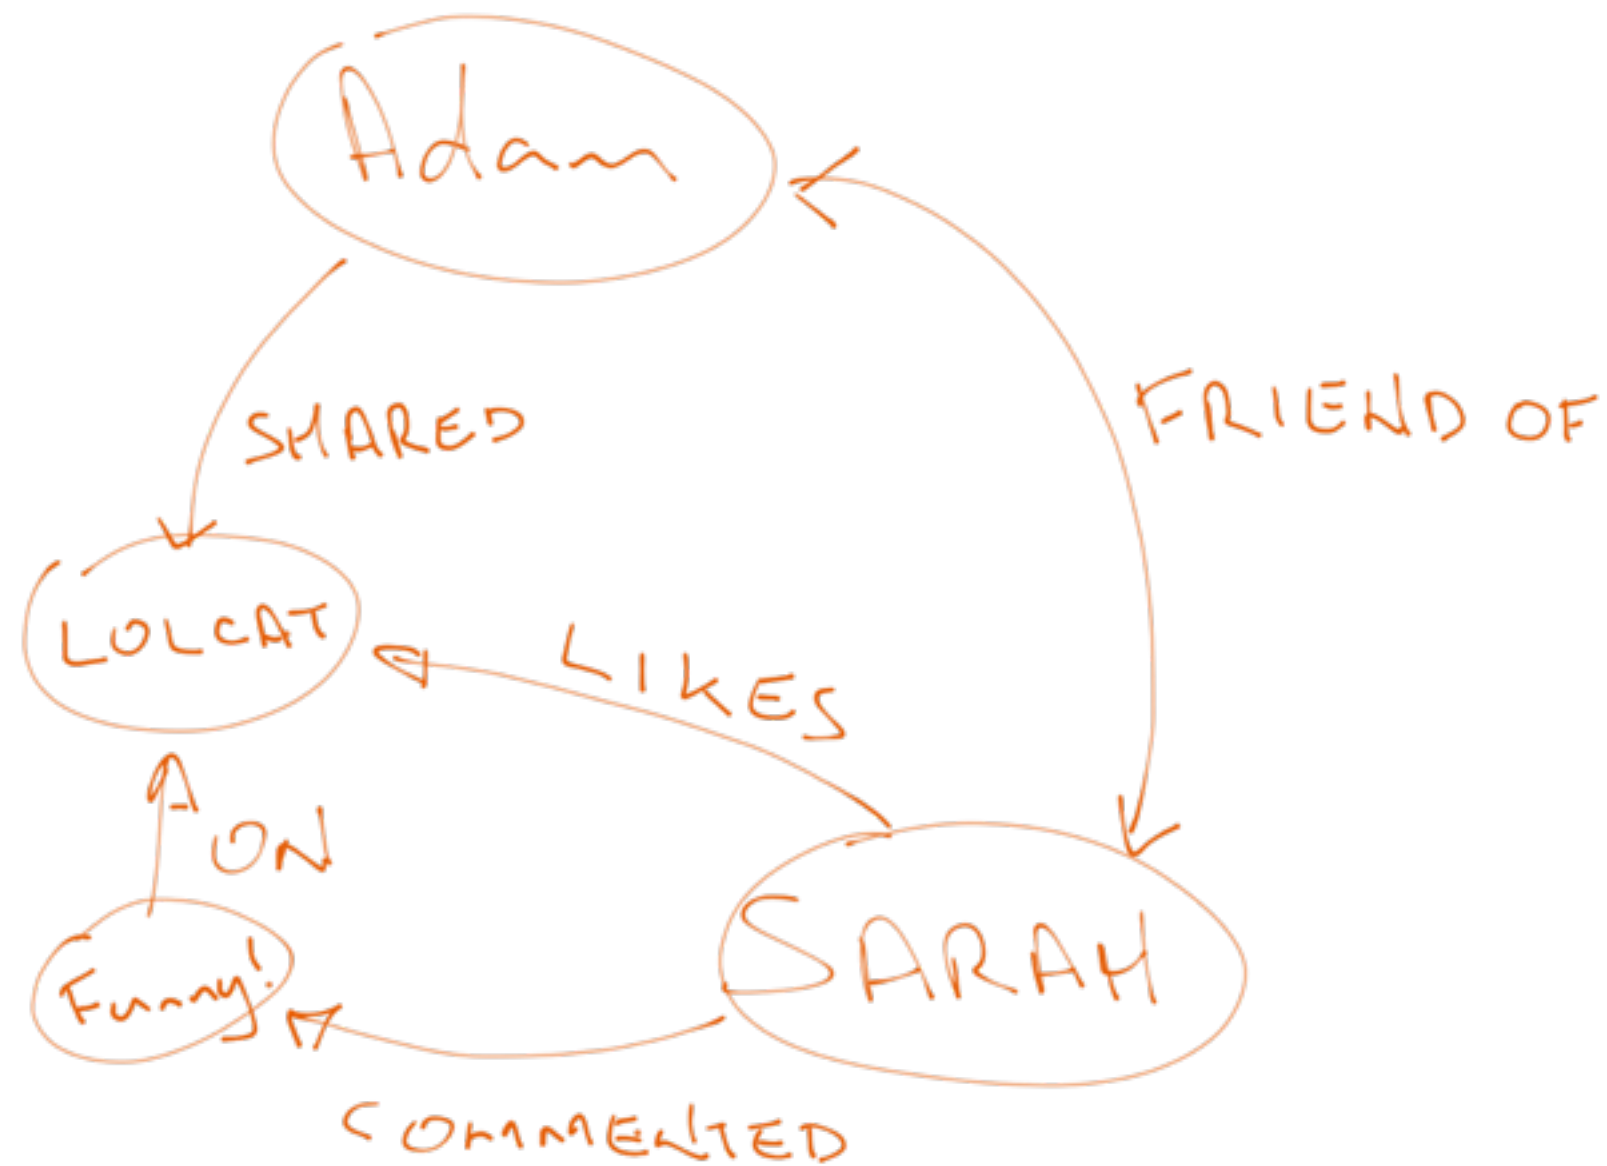 Adam
FRIEND OF
SHARED
LOLCAT
LIKES
ON
SARAH
Funny!
COMMENTED